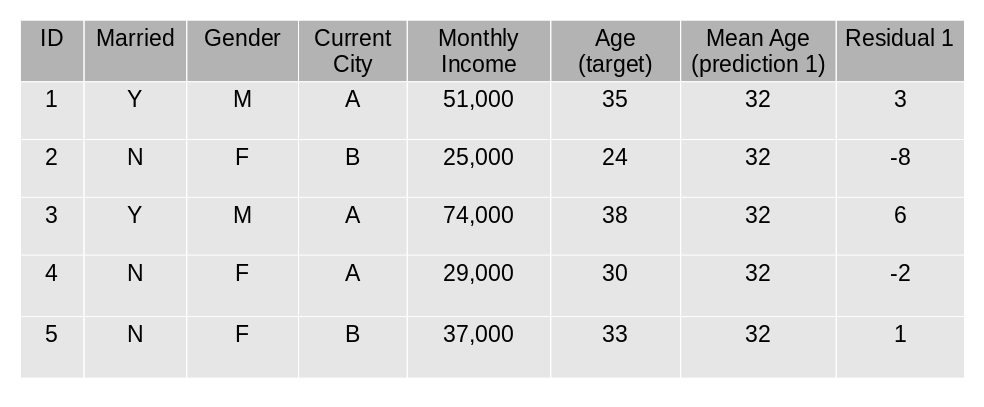 ID Married Gender Current City Monthly Income Age (target) Mean Age (prediction 1) Residual 1
1 Y M A 51,000 35 32 3
2 N F B 25,000 24 32 -8
3 Y M A 74,000 38 32 6
4 N F A 29,000 30 32 -2
5 N F B 37,000 33 32 1